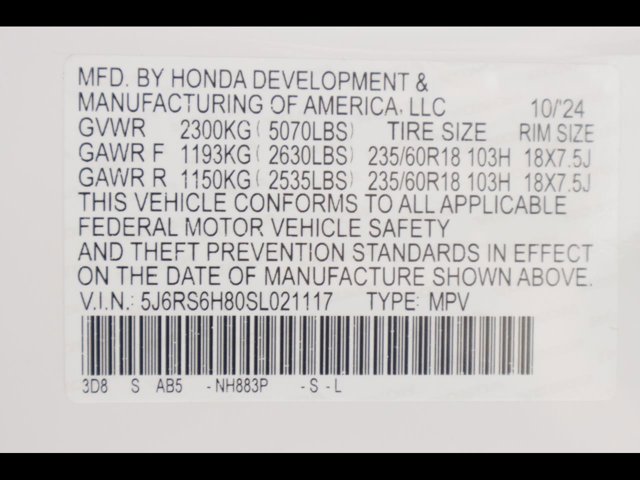 MFD. BY HONDA DEVELOPMENT &
MANUFACTURING OF AMERICA, LLC 10/'24
GVWR 2300KG ( 5070LBS) TIRE SIZE RIM SIZE
GAWR F 1193KG ( 2630LBS) 235/60R18 103H 18X7.5J
GAWR R 1150KG ( 2535LBS) 235/60R18 103H 18X7.5J
THIS VEHICLE CONFORMS TO ALL APPLICABLE
FEDERAL MOTOR VEHICLE SAFETY
AND THEFT PREVENTION STANDARDS IN EFFECT
ON THE DATE OF MANUFACTURE SHOWN ABOVE.
V.I.N.: 5J6RS6H80SL021117 TYPE: MPV
3D8 S AB5 -NH883P -S -L